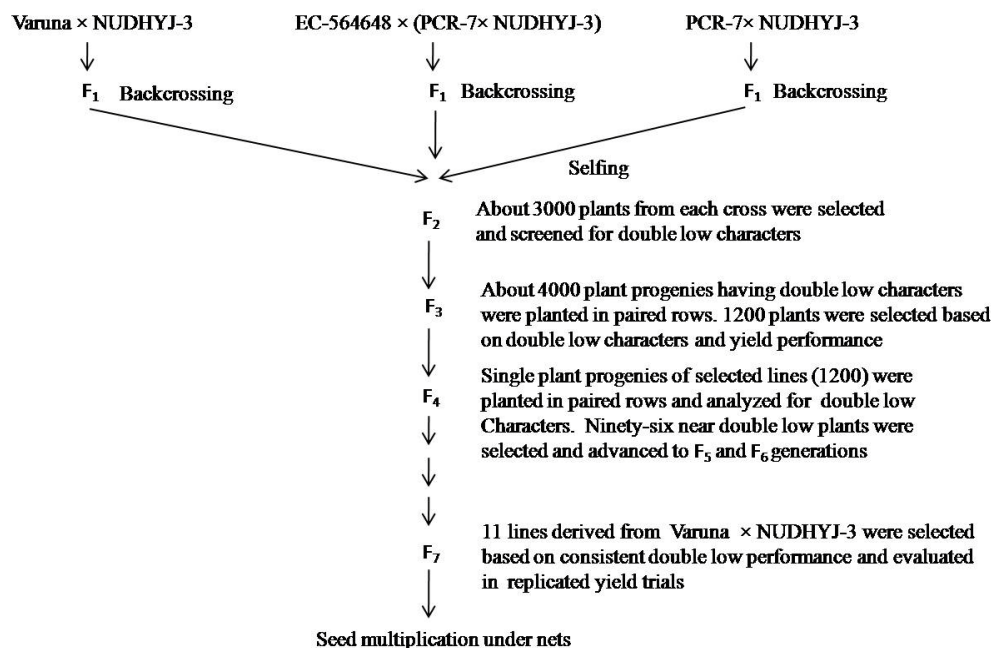 Varuna × NUDHYJ-3
EC-564648 × (PCR-7× NUDHYJ-3)
PCR-7× NUDHYJ-3
F₁ Backcrossing
F₁ Backcrossing
F₁ Backcrossing
Selfing
F₂
About 3000 plants from each cross were selected
and screened for double low characters
F₃
About 4000 plant progenies having double low characters
were planted in paired rows. 1200 plants were selected based
on double low characters and yield performance
F₄
Single plant progenies of selected lines (1200) were
planted in paired rows and analyzed for double low
Characters. Ninety-six near double low plants were
selected and advanced to F₅ and F₆ generations
F₇
11 lines derived from Varuna × NUDHYJ-3 were selected
based on consistent double low performance and evaluated
in replicated yield trials
Seed multiplication under nets